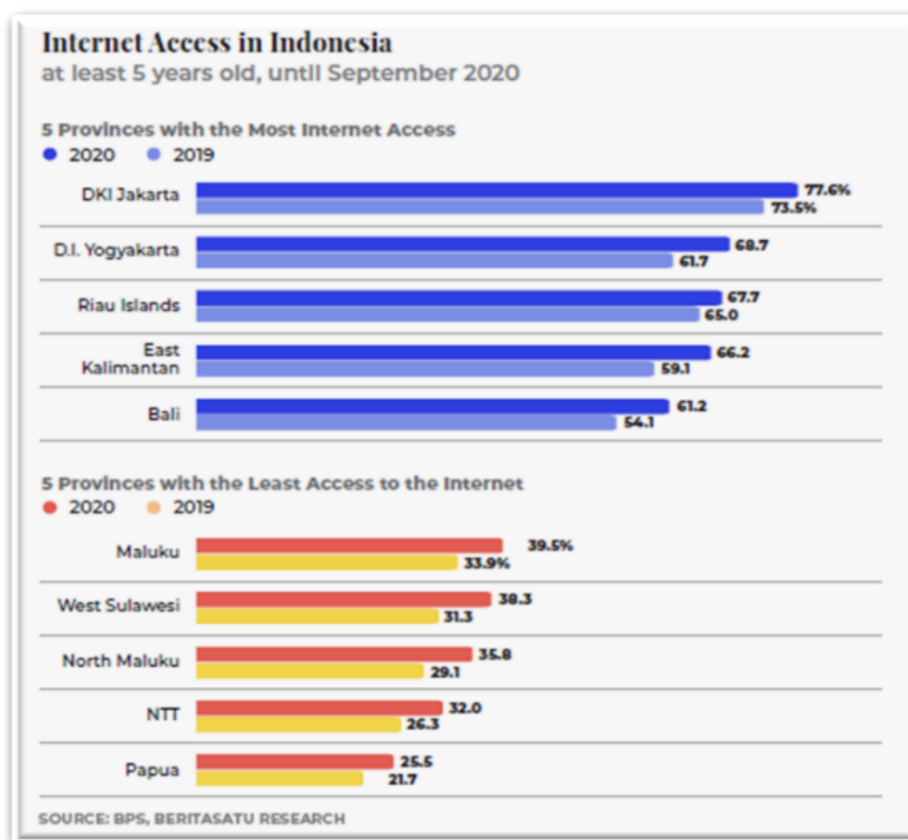 Internet Access in Indonesia
at least 5 years old, until September 2020
5 Provinces with the Most Internet Access
2020 2019
DKI Jakarta 77.6%
73.5%
D.I. Yogyakarta 68.7
61.7
Riau Islands 67.7
65.0
East
Kalimantan 66.2
59.1
Bali 61.2
54.1
5 Provinces with the Least Access to the Internet
2020 2019
Maluku 39.5%
33.9%
West Sulawesi 38.3
31.3
North Maluku 35.8
29.1
NTT 32.0
26.3
Papua 25.5
21.7
SOURCE: BPS, BERITASATU RESEARCH